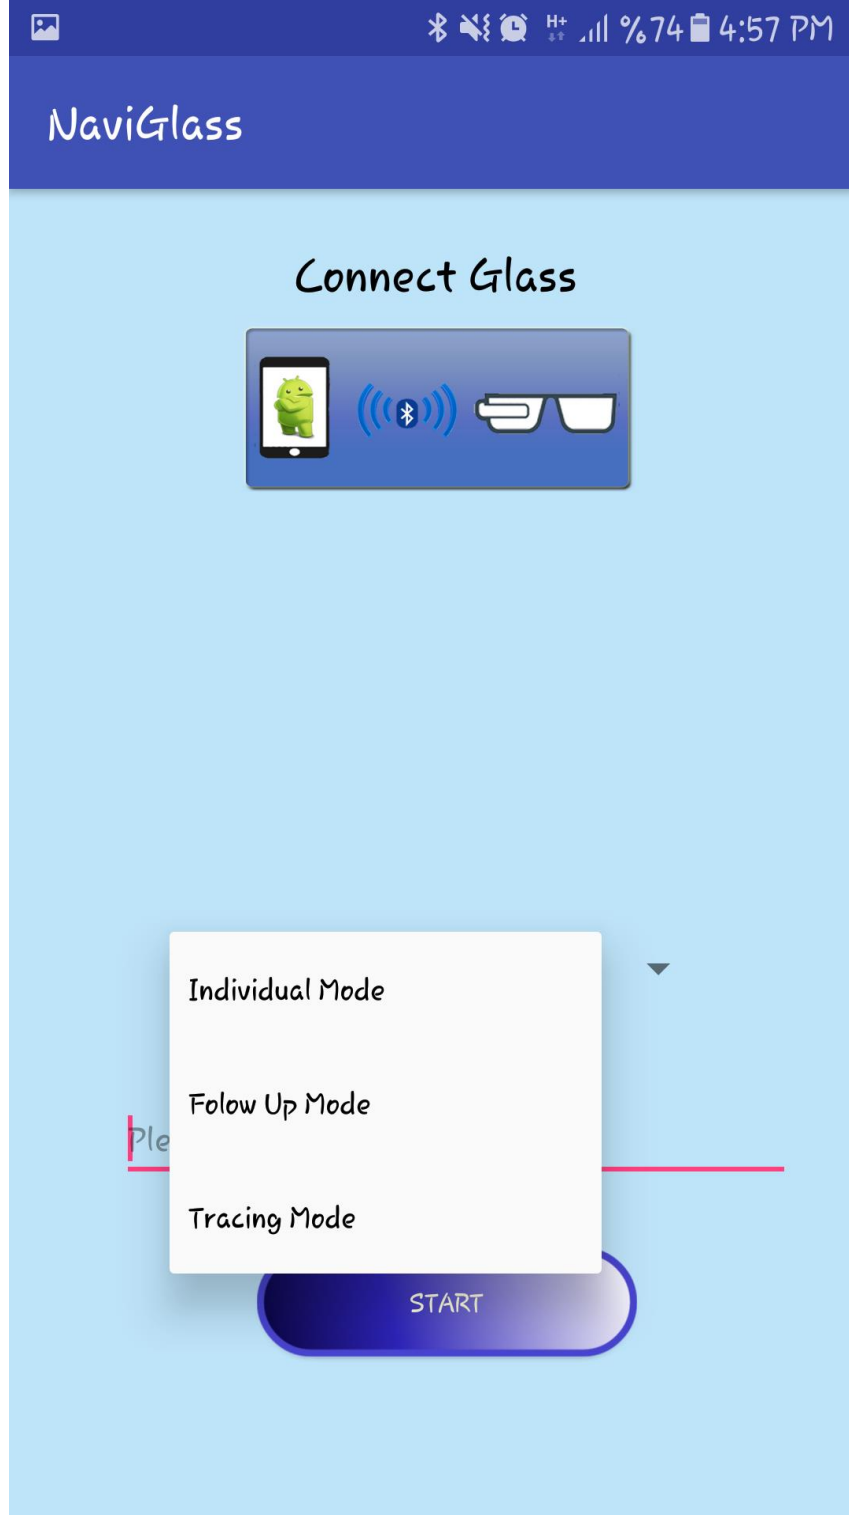 H+ %74 4:57 PM
NaviGlass
Connect Glass
Individual Mode
Folow Up Mode
Ple
Tracing Mode
START